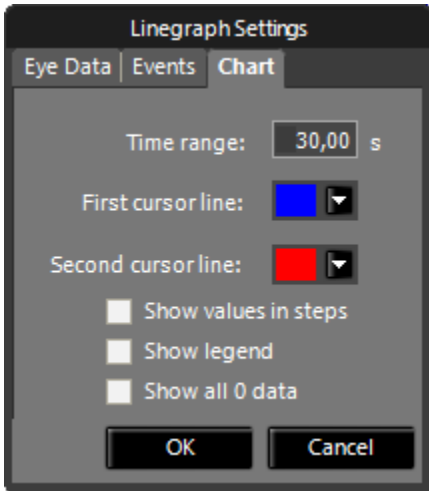 Linegraph Settings
Eye Data Events Chart
Time range: 30,00 s
First cursor line:
Second cursor line:
Show values in steps
Show legend
Show all 0 data
OK Cancel